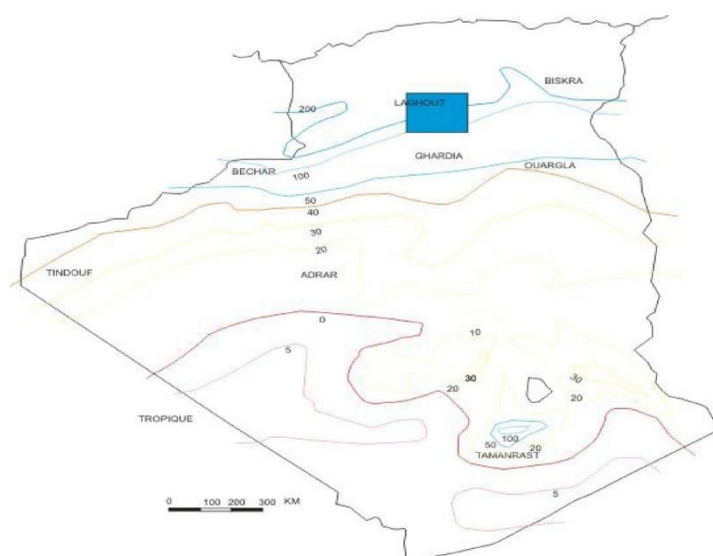 BISKRA
200
LAGHOUT
GHARDIA
OUARGLA
BECHAR
100
50
40
30
20
TINDOUF
ADRAR
0
10
5
30
30
20
20
TROPIQUE
50 100 20
TAMANRAST
5
0 100 200 300 KM